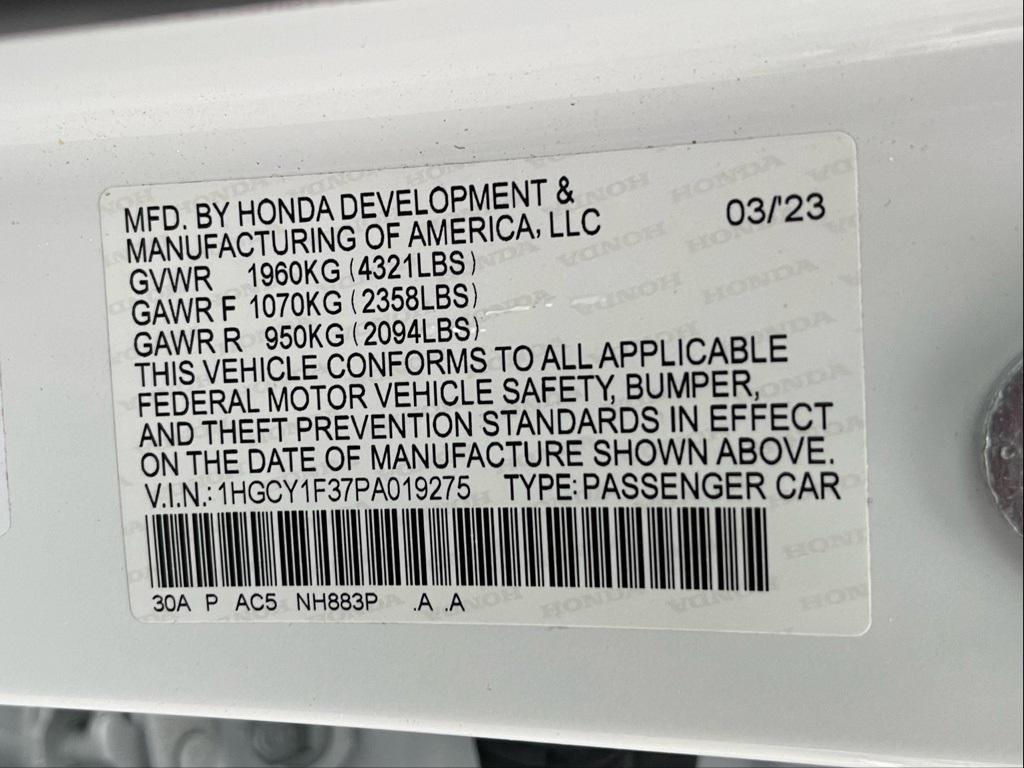 MFD. BY HONDA DEVELOPMENT &
MANUFACTURING OF AMERICA, LLC
03/'23
GVWR 1960KG (4321LBS)
GAWR F 1070KG (2358LBS)
GAWR R 950KG (2094LBS)
THIS VEHICLE CONFORMS TO ALL APPLICABLE
FEDERAL MOTOR VEHICLE SAFETY, BUMPER,
AND THEFT PREVENTION STANDARDS IN EFFECT
ON THE DATE OF MANUFACTURE SHOWN ABOVE.
V.I.N.: 1HGCY1F37PA019275 TYPE: PASSENGER CAR
30A P AC5 NH883P .A .A